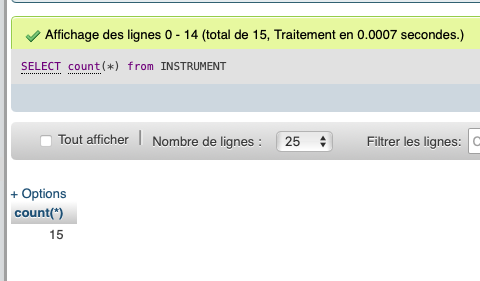 Affichage des lignes 0 - 14 (total de 15, Traitement en 0.0007 secondes.)
SELECT count(*) from INSTRUMENT
Tout afficher | Nombre de lignes : 25 Filtrer les lignes:
+ Options
count(*)
15